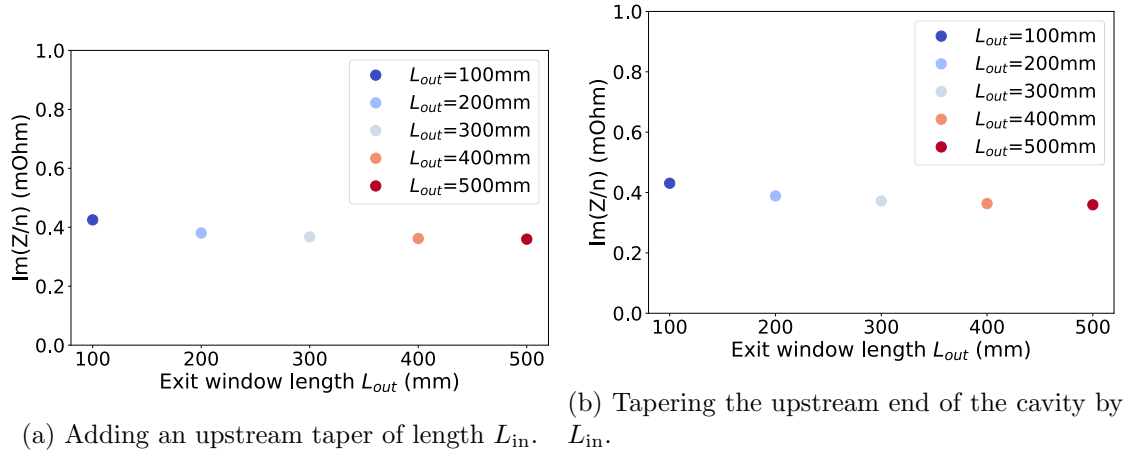 1.0
0.8
0.6
0.4
0.2
0.0
Im(Z/n) (mOhm)
L_out=100mm
L_out=200mm
L_out=300mm
L_out=400mm
L_out=500mm
100 200 300 400 500
Exit window length L_out (mm)
(a) Adding an upstream taper of length L_in.
1.0
0.8
0.6
0.4
0.2
0.0
Im(Z/n) (mOhm)
L_out=100mm
L_out=200mm
L_out=300mm
L_out=400mm
L_out=500mm
100 200 300 400 500
Exit window length L_out (mm)
(b) Tapering the upstream end of the cavity by
L_in.